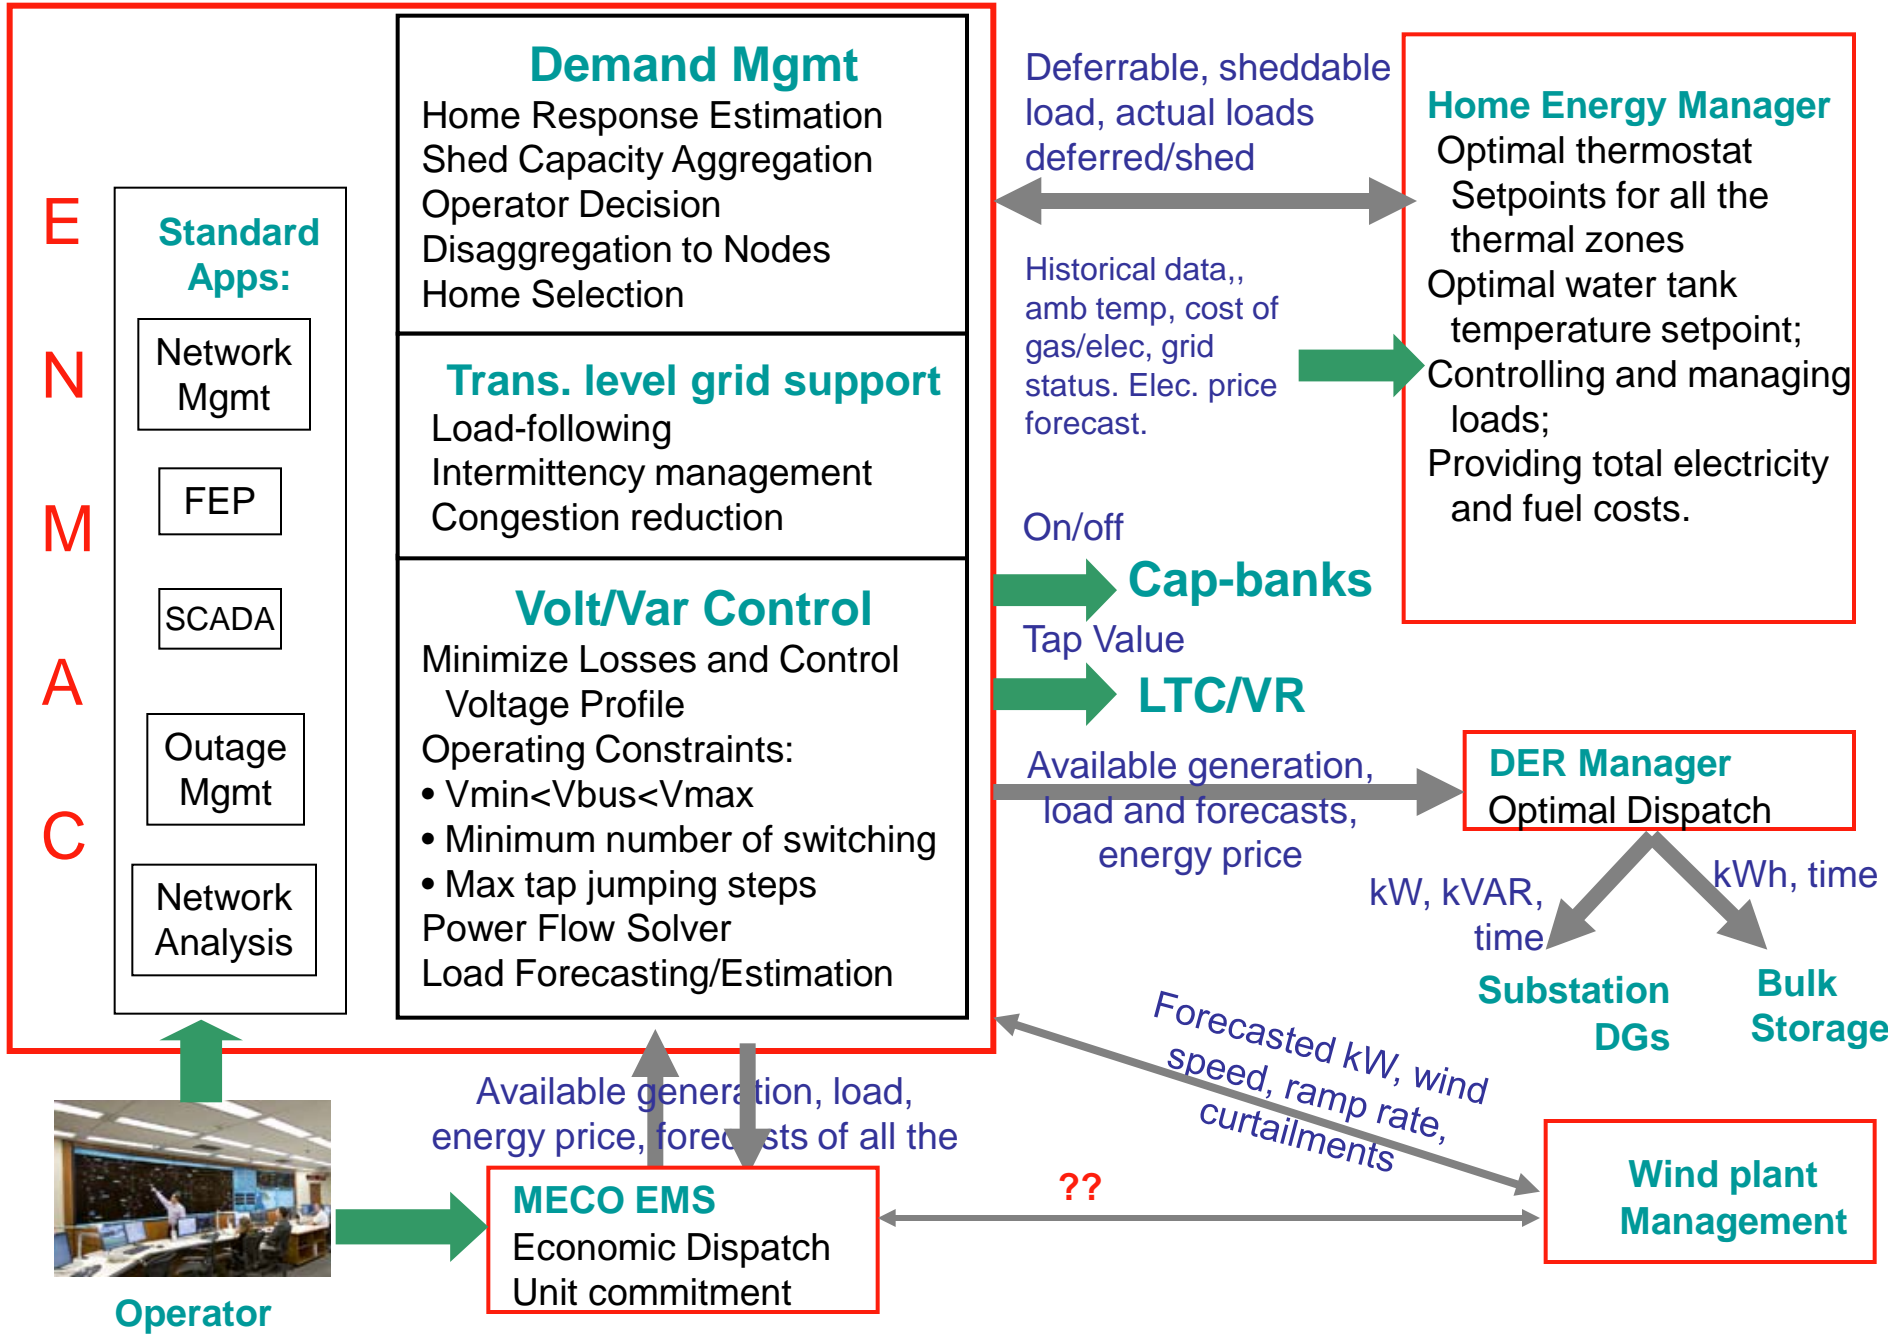 E
N
M
A
C
Standard
Apps:
Network
Mgmt
FEP
SCADA
Outage
Mgmt
Network
Analysis
Demand Mgmt
Home Response Estimation
Shed Capacity Aggregation
Operator Decision
Disaggregation to Nodes
Home Selection
Trans. level grid support
Load-following
Intermittency management
Congestion reduction
Volt/Var Control
Minimize Losses and Control
Voltage Profile
Operating Constraints:
• Vmin<Vbus<Vmax
• Minimum number of switching
• Max tap jumping steps
Power Flow Solver
Load Forecasting/Estimation
Deferrable, sheddable
load, actual loads
deferred/shed
Historical data,,
amb temp, cost of
gas/elec, grid
status. Elec. price
forecast.
Home Energy Manager
Optimal thermostat
Setpoints for all the
thermal zones
Optimal water tank
temperature setpoint;
Controlling and managing
loads;
Providing total electricity
and fuel costs.
On/off
Cap-banks
Tap Value
LTC/VR
Available generation,
load and forecasts,
energy price
DER Manager
Optimal Dispatch
kW, kVAR,
time
kWh, time
Substation
DGs
Bulk
Storage
Forecasted kW, wind
speed, ramp rate,
curtailments
Available generation, load,
energy price, forecasts of all the
MECO EMS
Economic Dispatch
Unit commitment
??
Wind plant
Management
Operator